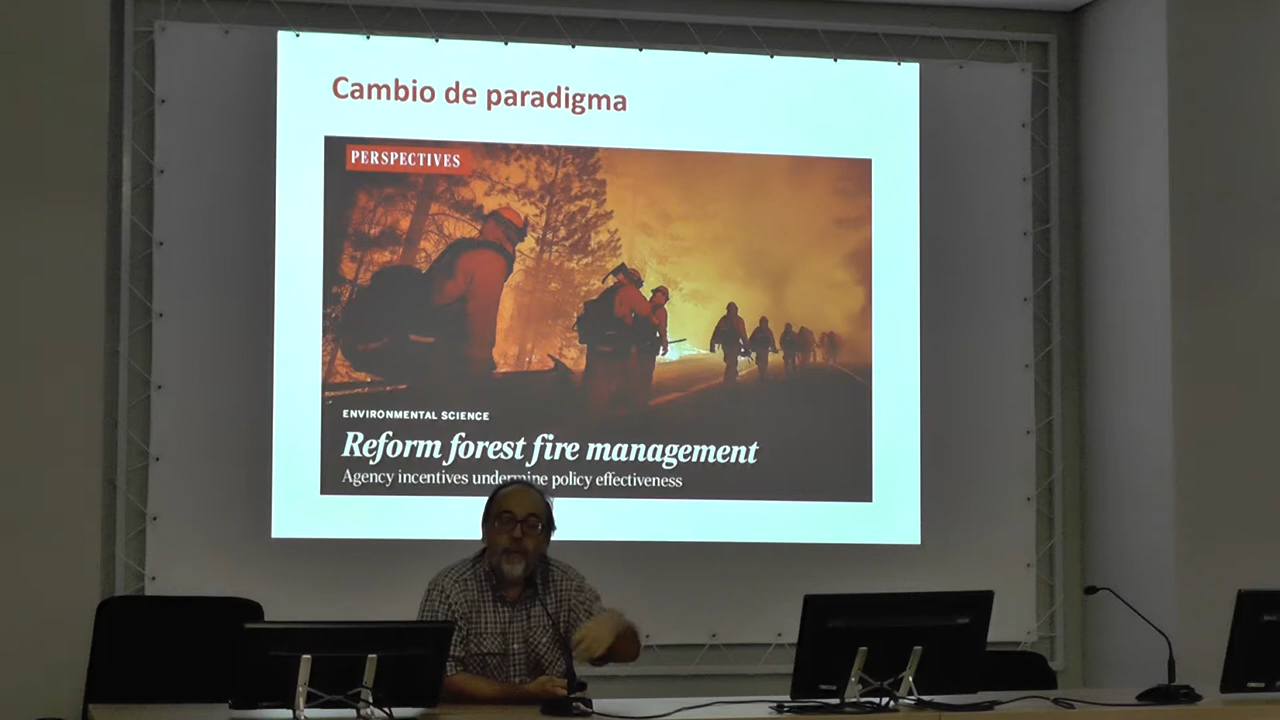 Cambio de paradigma
PERSPECTIVES
ENVIRONMENTAL SCIENCE
Reform forest fire management
Agency incentives undermine policy effectiveness